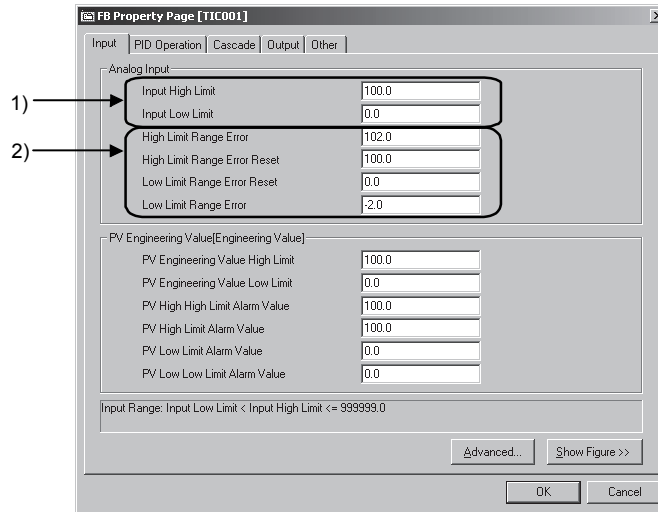 FB Property Page [TIC001]
Input PID Operation Cascade Output Other
Analog Input
1)
Input High Limit 100.0
Input Low Limit 0.0
2)
High Limit Range Error 102.0
High Limit Range Error Reset 100.0
Low Limit Range Error Reset 0.0
Low Limit Range Error -2.0
PV Engineering Value[Engineering Value]
PV Engineering Value High Limit 100.0
PV Engineering Value Low Limit 0.0
PV High High Limit Alarm Value 100.0
PV High Limit Alarm Value 100.0
PV Low Limit Alarm Value 0.0
PV Low Low Limit Alarm Value 0.0
Input Range: Input Low Limit < Input High Limit <= 999999.0
Advanced... Show Figure >>
OK Cancel